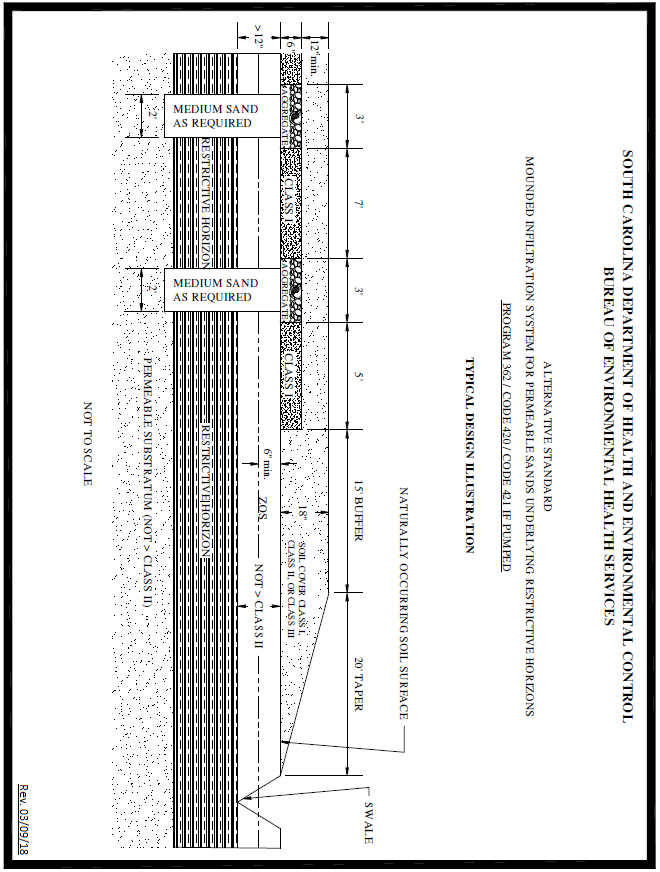 SOUTH CAROLINA DEPARTMENT OF HEALTH AND ENVIRONMENTAL CONTROL
BUREAU OF ENVIRONMENTAL HEALTH SERVICES
ALTERNATIVE STANDARD
MOUNDED INFILTRATION SYSTEM FOR PERMEABLE SANDS UNDERLYING RESTRICTIVE HORIZONS
PROGRAM 362 / CODE 420 / CODE 421 IF PUMPED
TYPICAL DESIGN ILLUSTRATION
NATURALLY OCCURRING SOIL SURFACE
SWALE
3'
7'
3'
5'
15' BUFFER
20' TAPER
12" min.
6"
>12"
AGGREGATE
CLASS I
AGGREGATE
CLASS I
18"
SOIL COVER CLASS I,
CLASS II, OR CLASS III
6" min.
ZOS
NOT > CLASS II
MEDIUM SAND
AS REQUIRED
MEDIUM SAND
AS REQUIRED
RESTRICTIVE HORIZON
RESTRICTIVE HORIZON
2'
2'
PERMEABLE SUBSTRATUM (NOT > CLASS II)
NOT TO SCALE
Rev. 03/09/18